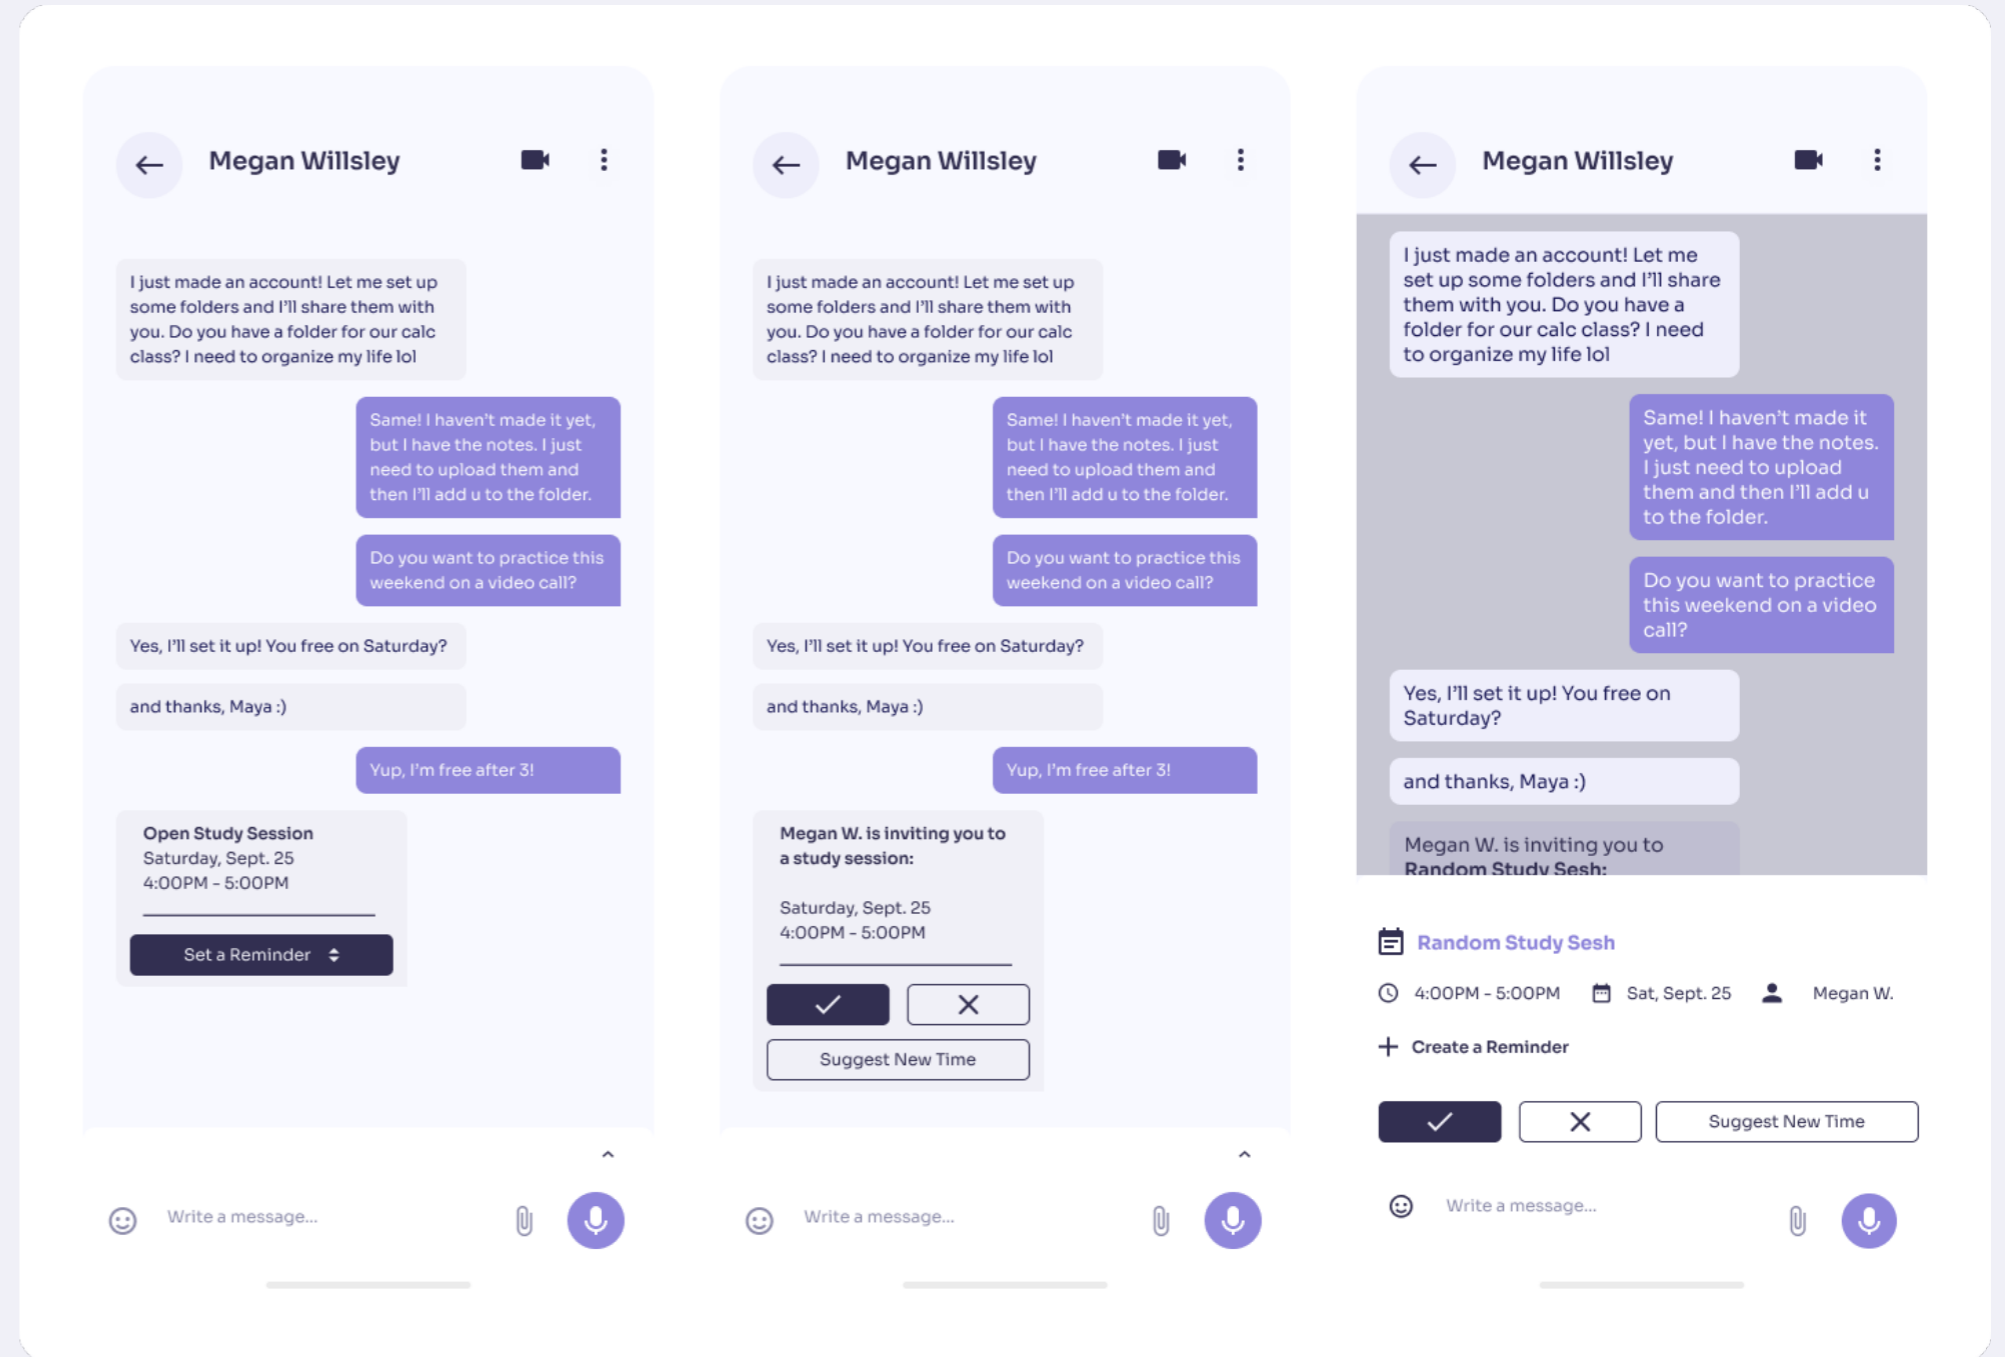 Megan Willsley
I just made an account! Let me set up
some folders and I’ll share them with
you. Do you have a folder for our calc
class? I need to organize my life lol
Same! I haven’t made it yet,
but I have the notes. I just
need to upload them and
then I’ll add u to the folder.
Do you want to practice this
weekend on a video call?
Yes, I’ll set it up! You free on Saturday?
and thanks, Maya :)
Yup, I’m free after 3!
Open Study Session
Saturday, Sept. 25
4:00PM - 5:00PM
Set a Reminder
Write a message...
Megan Willsley
I just made an account! Let me set up
some folders and I’ll share them with
you. Do you have a folder for our calc
class? I need to organize my life lol
Same! I haven’t made it yet,
but I have the notes. I just
need to upload them and
then I’ll add u to the folder.
Do you want to practice this
weekend on a video call?
Yes, I’ll set it up! You free on Saturday?
and thanks, Maya :)
Yup, I’m free after 3!
Megan W. is inviting you to
a study session:
Saturday, Sept. 25
4:00PM - 5:00PM
Suggest New Time
Write a message...
Megan Willsley
I just made an account! Let me
set up some folders and I’ll share
them with you. Do you have a
folder for our calc class? I need
to organize my life lol
Same! I haven’t made it
yet, but I have the notes.
I just need to upload
them and then I’ll add u
to the folder.
Do you want to practice
this weekend on a video
call?
Yes, I’ll set it up! You free on
Saturday?
and thanks, Maya :)
Megan W. is inviting you to
Random Study Sesh:
Random Study Sesh
4:00PM - 5:00PM Sat, Sept. 25 Megan W.
Create a Reminder
Suggest New Time
Write a message...